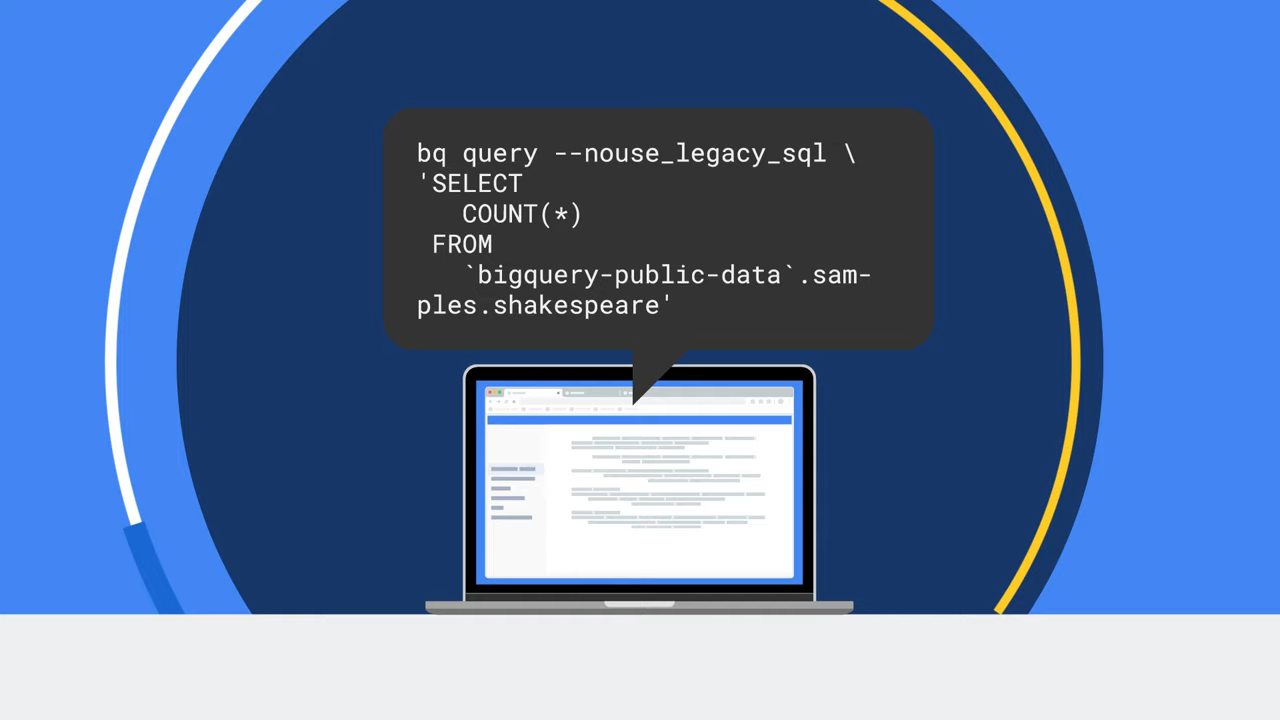 bq query --nouse_legacy_sql \
'SELECT
   COUNT(*)
 FROM
   `bigquery-public-data`.sam-
ples.shakespeare'